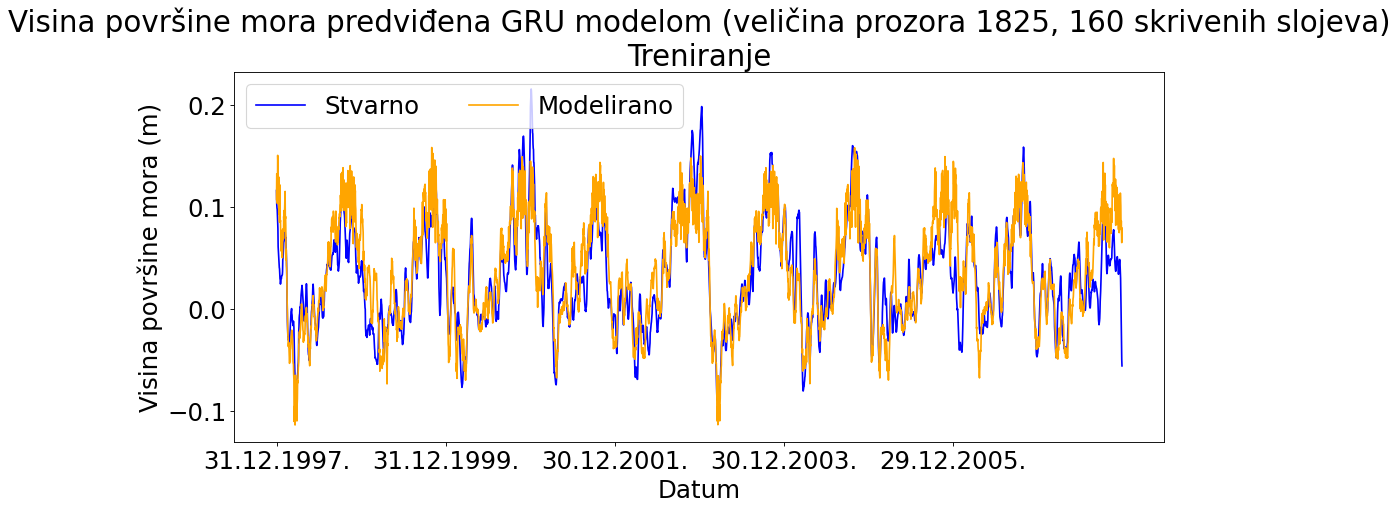 Visina površine mora predviđena GRU modelom (veličina prozora 1825, 160 skrivenih slojeva)
Treniranje
Stvarno Modelirano
Visina površine mora (m)
0.2
0.1
0.0
−0.1
31.12.1997. 31.12.1999. 30.12.2001. 30.12.2003. 29.12.2005.
Datum